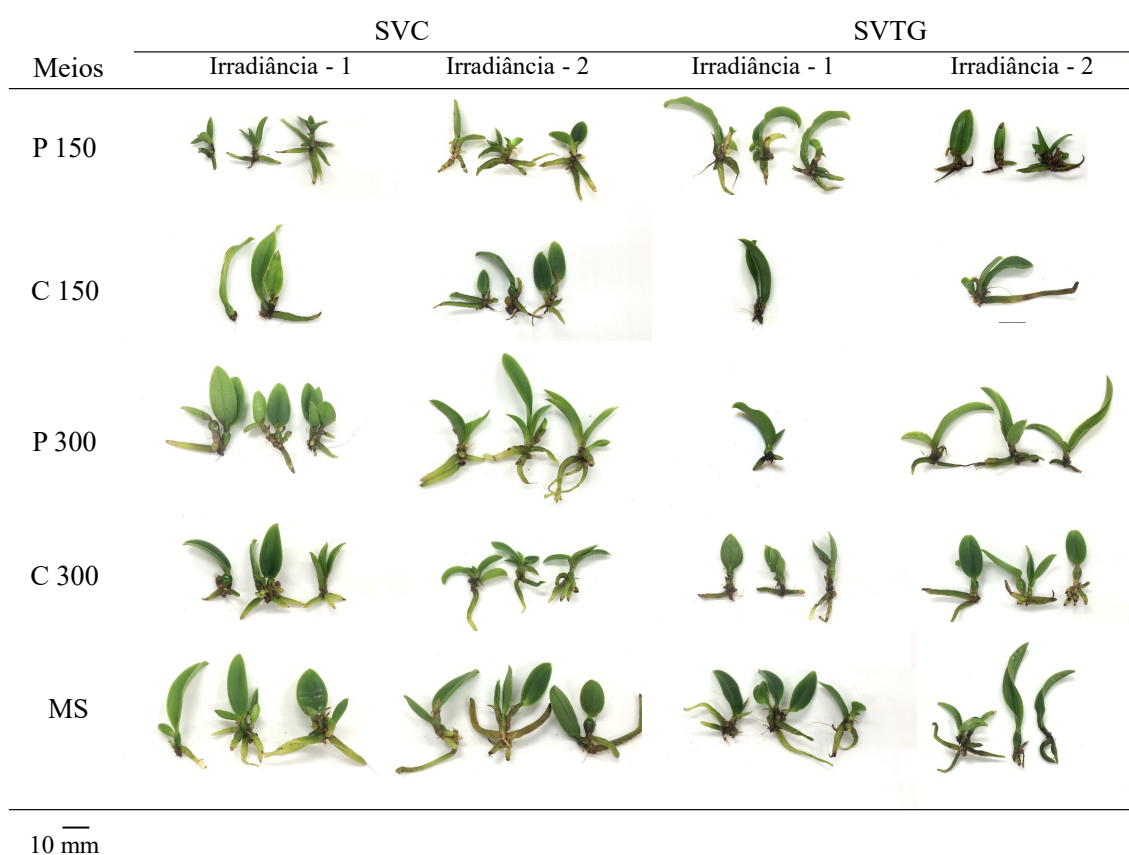 SVC SVTG
Meios Irradiância - 1 Irradiância - 2 Irradiância - 1 Irradiância - 2
P 150
C 150
P 300
C 300
MS
10 mm